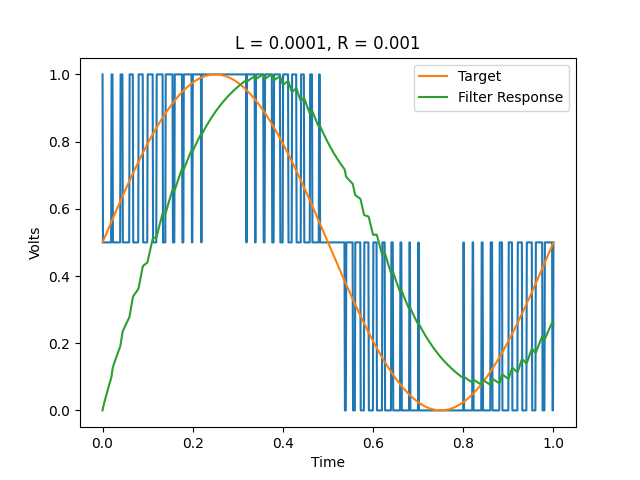 L = 0.0001, R = 0.001
Target
Filter Response
1.0
0.8
0.6
0.4
0.2
0.0
Volts
0.0 0.2 0.4 0.6 0.8 1.0
Time